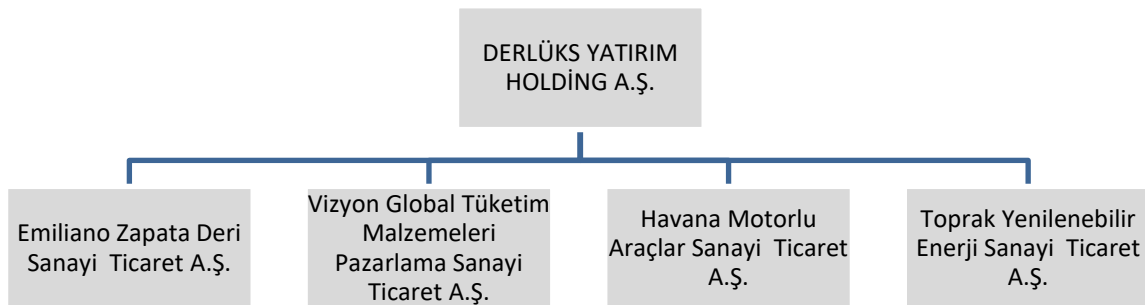 DERLÜKS YATIRIM
HOLDİNG A.Ş.
Emiliano Zapata Deri
Sanayi Ticaret A.Ş.
Vizyon Global Tüketim
Malzemeleri
Pazarlama Sanayi
Ticaret A.Ş.
Havana Motorlu
Araçlar Sanayi Ticaret
A.Ş.
Toprak Yenilenebilir
Enerji Sanayi Ticaret
A.Ş.